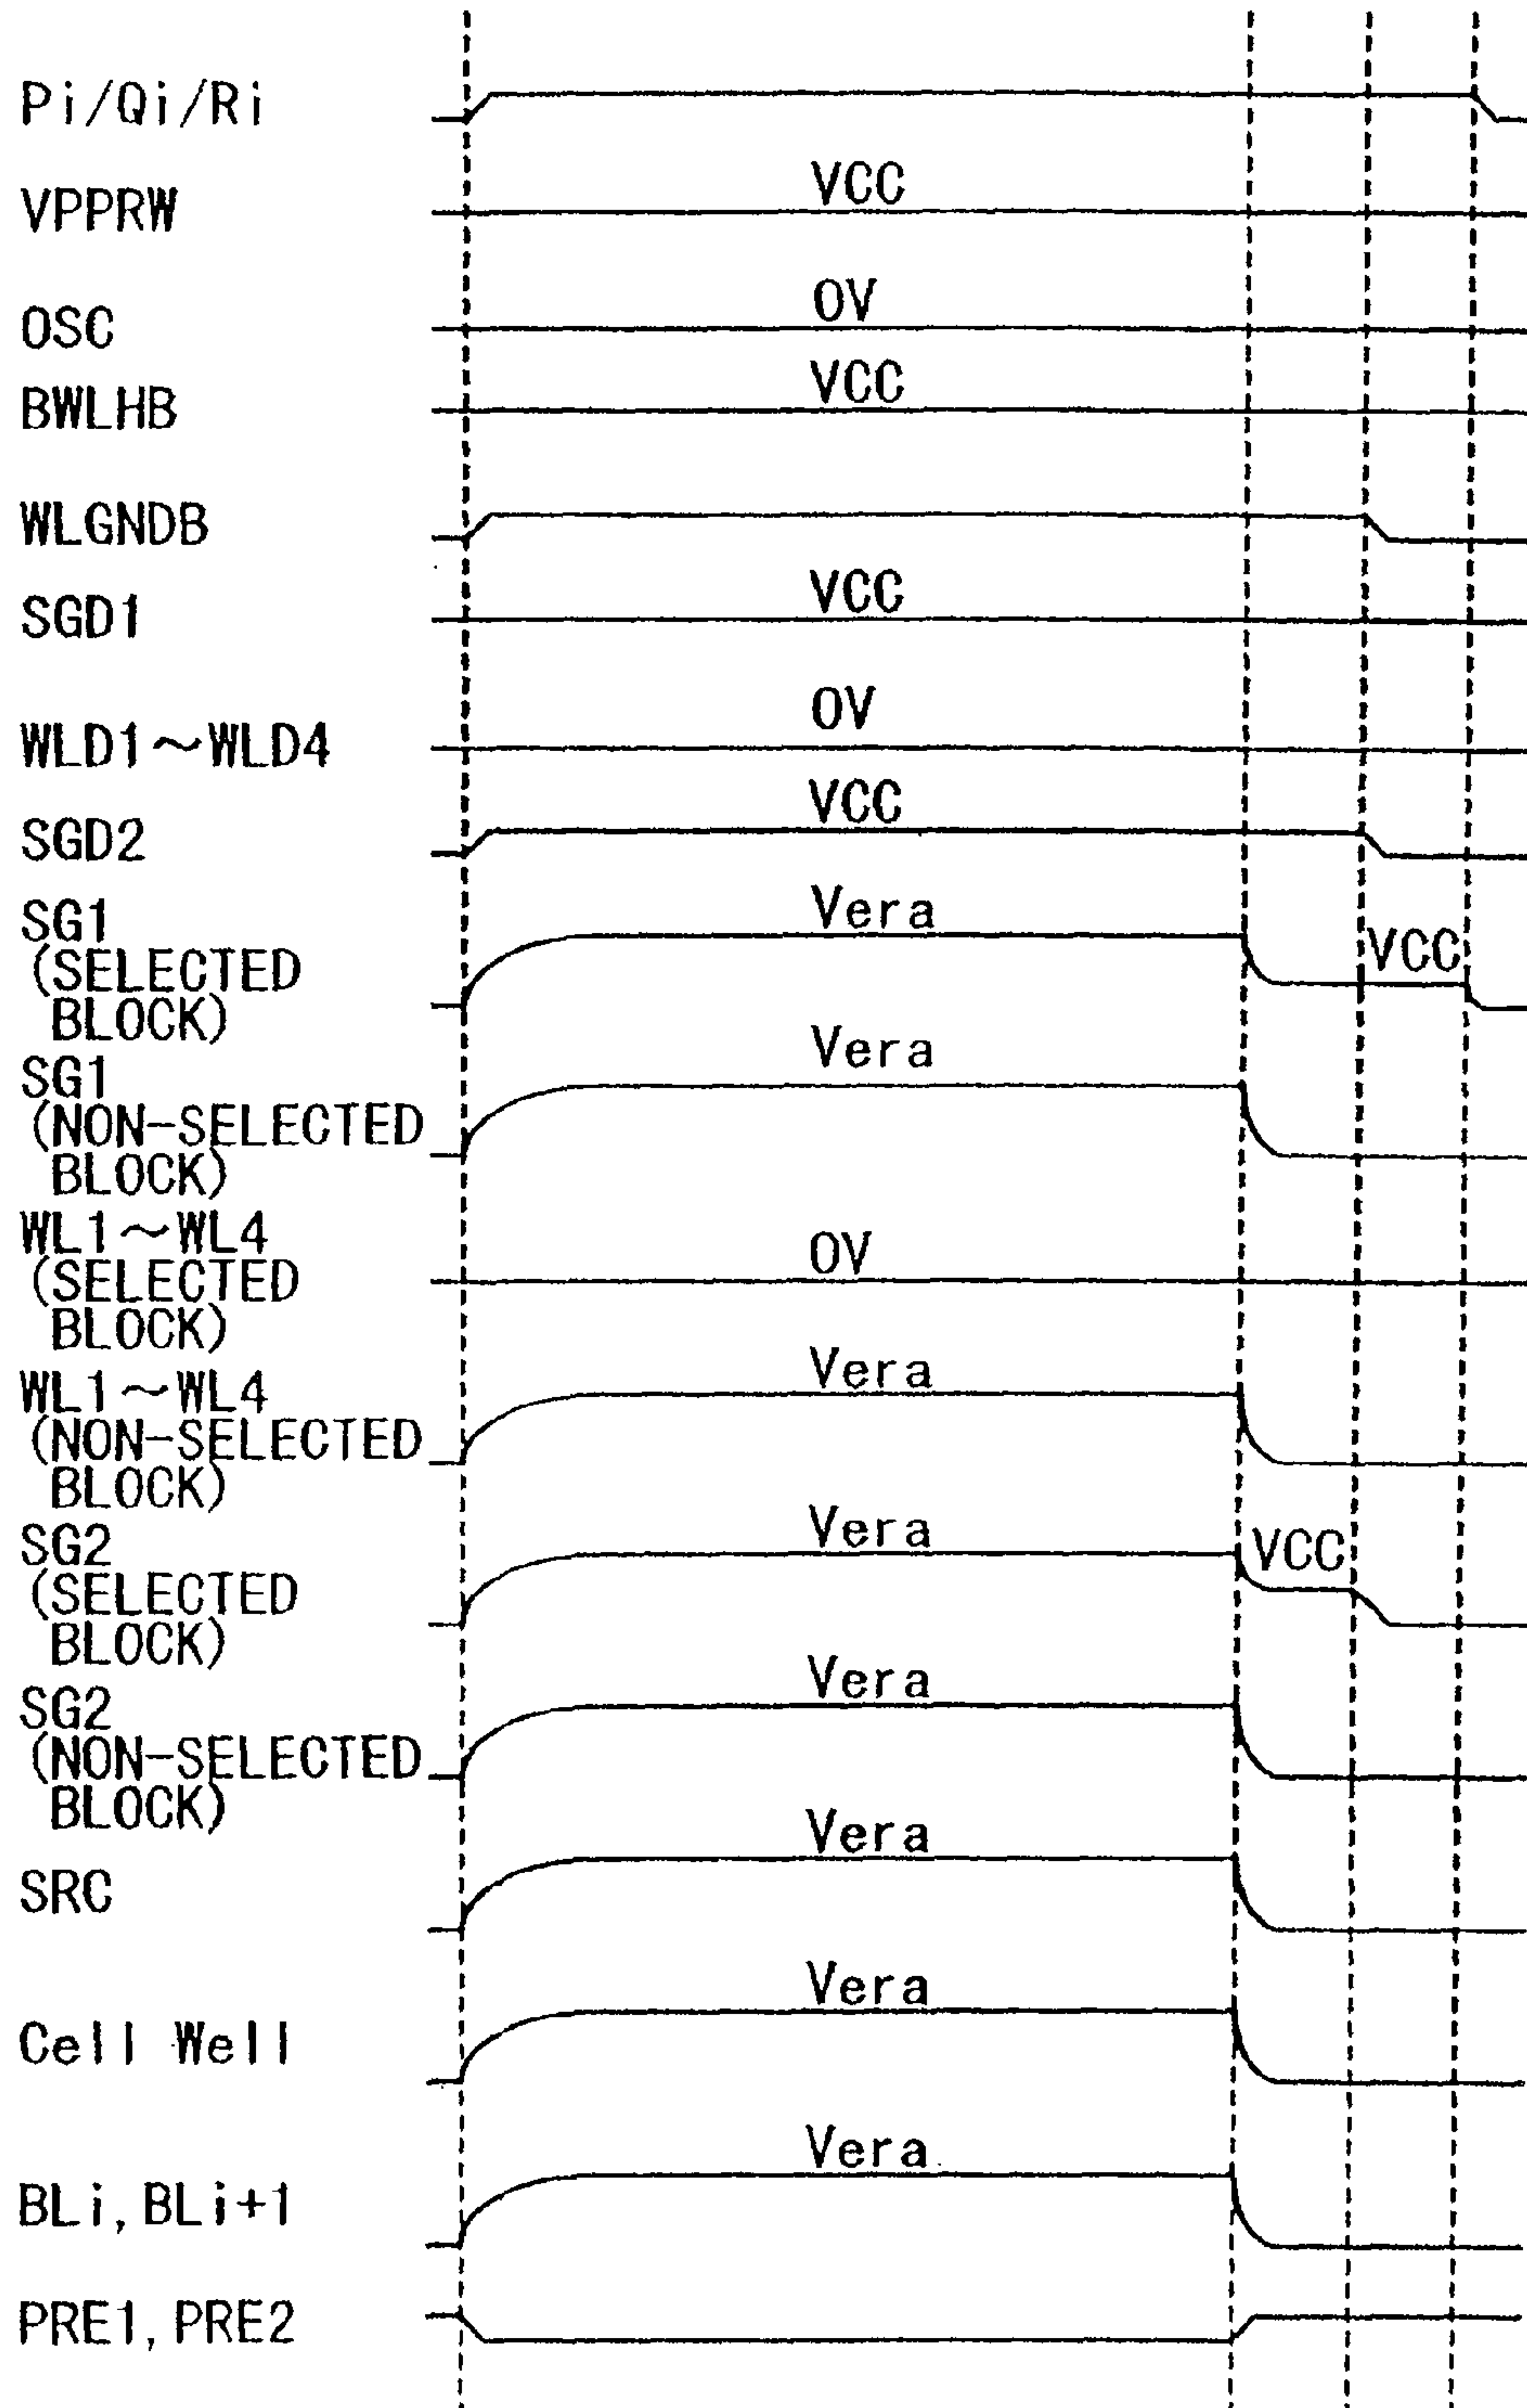 Pi/Qi/Ri
VPPRW
VCC
OSC
0V
BWLHB
VCC
WLGNDB
SGD1
VCC
WLD1~WLD4
0V
SGD2
VCC
SG1
(SELECTED
BLOCK)
Vera
VCC
SG1
(NON-SELECTED
BLOCK)
Vera
WL1~WL4
(SELECTED
BLOCK)
0V
WL1~WL4
(NON-SELECTED
BLOCK)
Vera
SG2
(SELECTED
BLOCK)
Vera
VCC
SG2
(NON-SELECTED
BLOCK)
Vera
SRC
Vera
Cell Well
Vera
BLi, BLi+1
Vera
PRE1, PRE2